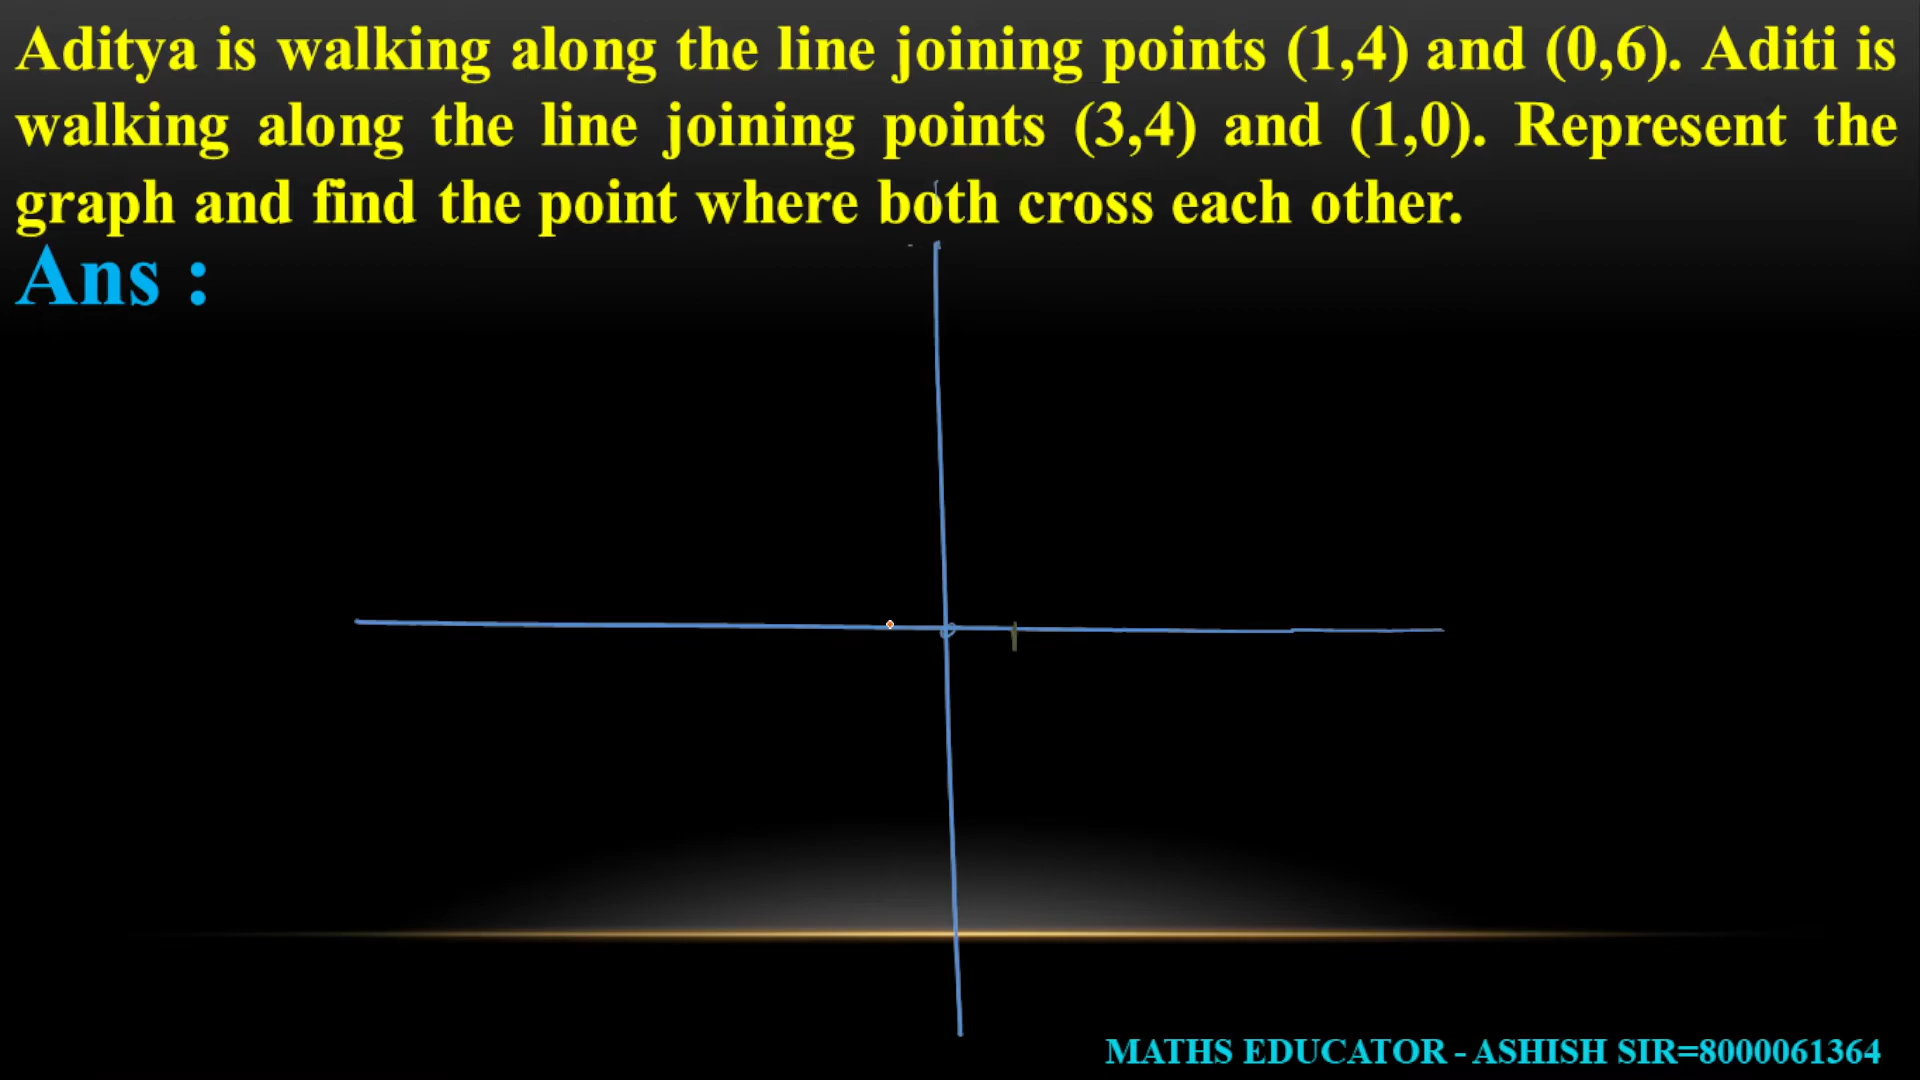 Aditya is walking along the line joining points (1,4) and (0,6). Aditi is
walking along the line joining points (3,4) and (1,0). Represent the
graph and find the point where both cross each other.
Ans :
MATHS EDUCATOR - ASHISH SIR=8000061364